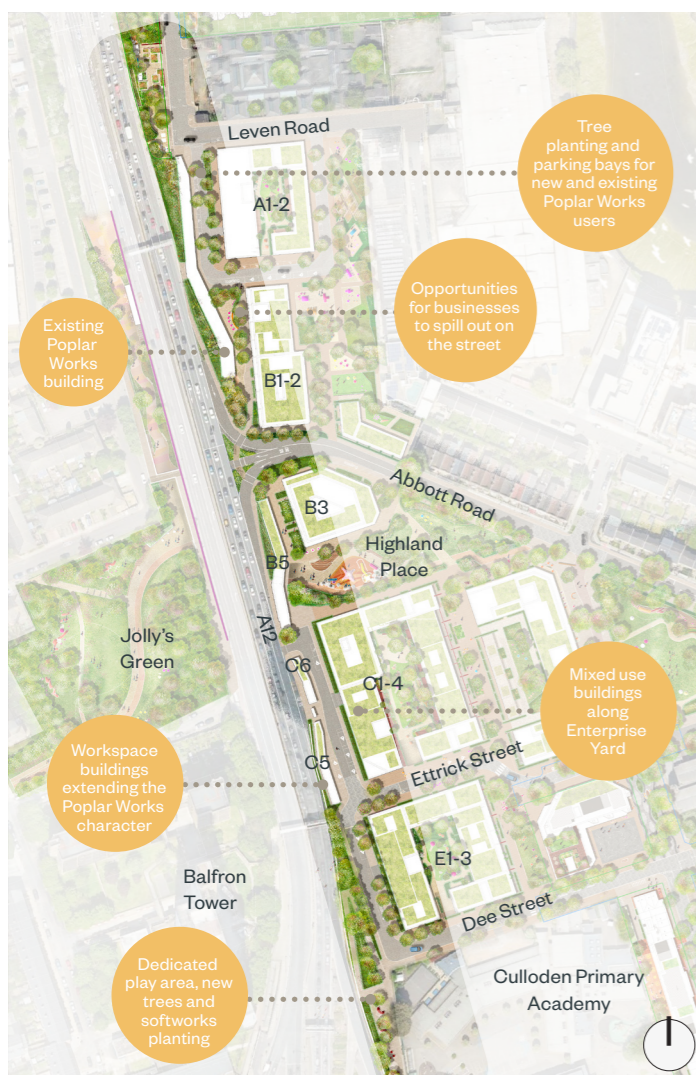 Leven Road
Tree
planting and
parking bays for
new and existing
Poplar Works
users
A1-2
Opportunities
for businesses
to spill out on
the street
Existing
Poplar
Works
building
B1-2
Abbott Road
B3
Highland
Place
B5
A12
Jolly's
Green
C6
C1-4
Mixed use
buildings
along
Enterprise
Yard
Workspace
buildings
extending the
Poplar Works
character
C5
Ettrick Street
E1-3
Balfron
Tower
Dee Street
Dedicated
play area, new
trees and
softworks
planting
Culloden Primary
Academy